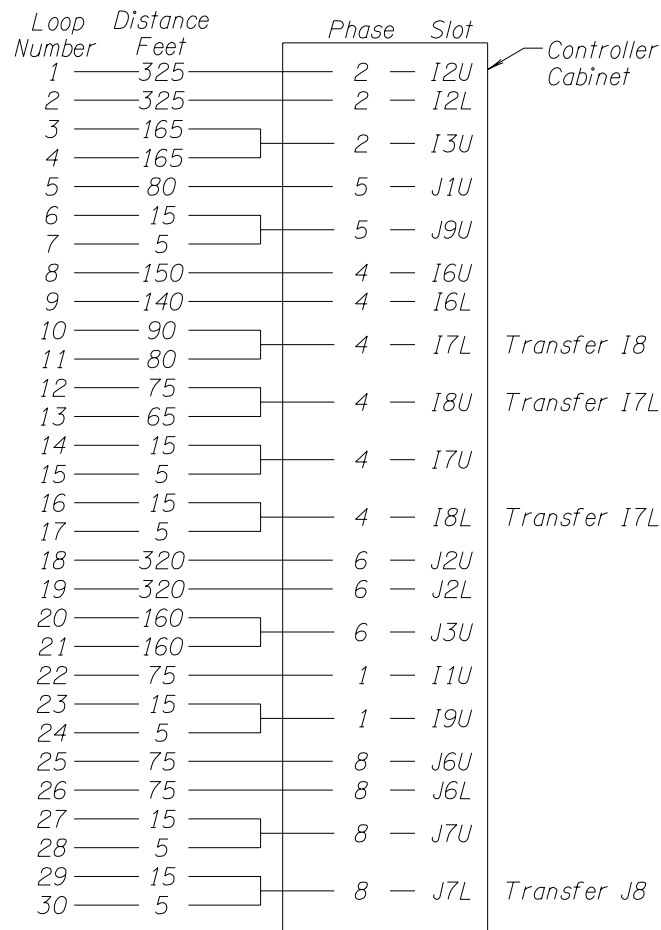 Loop Distance
Number Feet
Phase Slot
Controller
Cabinet
1 325 2 I2U
2 325 2 I2L
3 165
4 165
2 I3U
5 80 5 J1U
6 15
7 5
5 J9U
8 150 4 I6U
9 140 4 I6L
10 90
11 80
4 I7L Transfer I8
12 75
13 65
4 I8U Transfer I7L
14 15
15 5
4 I7U
16 15
17 5
4 I8L Transfer I7L
18 320 6 J2U
19 320 6 J2L
20 160
21 160
6 J3U
22 75 1 I1U
23 15
24 5
1 I9U
25 75 8 J6U
26 75 8 J6L
27 15
28 5
8 J7U
29 15
30 5
8 J7L Transfer J8